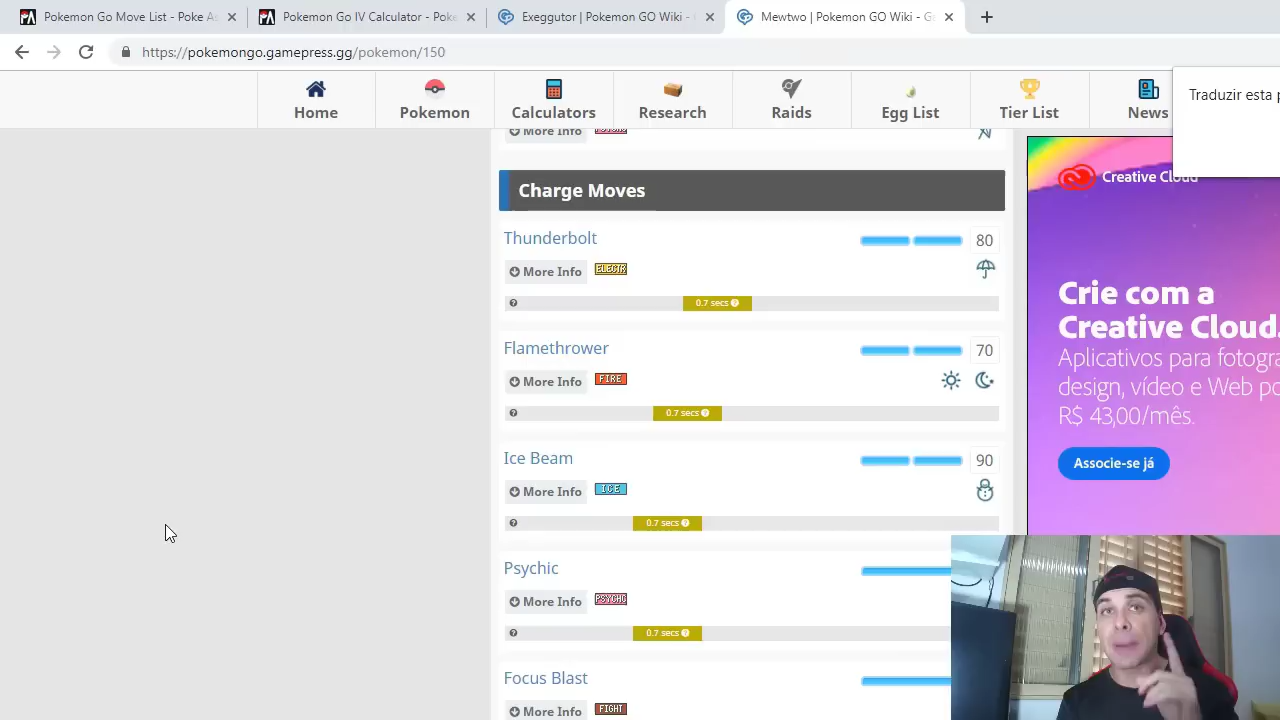 Pokemon Go Move List - Poke As
Pokemon Go IV Calculator - Poke
Exeggutor | Pokemon GO Wiki -
Mewtwo | Pokemon GO Wiki - G
https://pokemongo.gamepress.gg/pokemon/150
Home
Pokemon
Calculators
Research
Raids
Egg List
Tier List
News
Traduzir esta p
More Info
Creative Cloud
Charge Moves
Thunderbolt
80
More Info ELECTR
0.7 secs
Flamethrower
70
More Info FIRE
0.7 secs
Ice Beam
90
More Info ICE
0.7 secs
Psychic
More Info PSYCHC
0.7 secs
Focus Blast
More Info FIGHT
Crie com a
Creative Cloud.
Aplicativos para fotogra
design, vídeo e Web po
R$ 43,00/mês.
Associe-se já